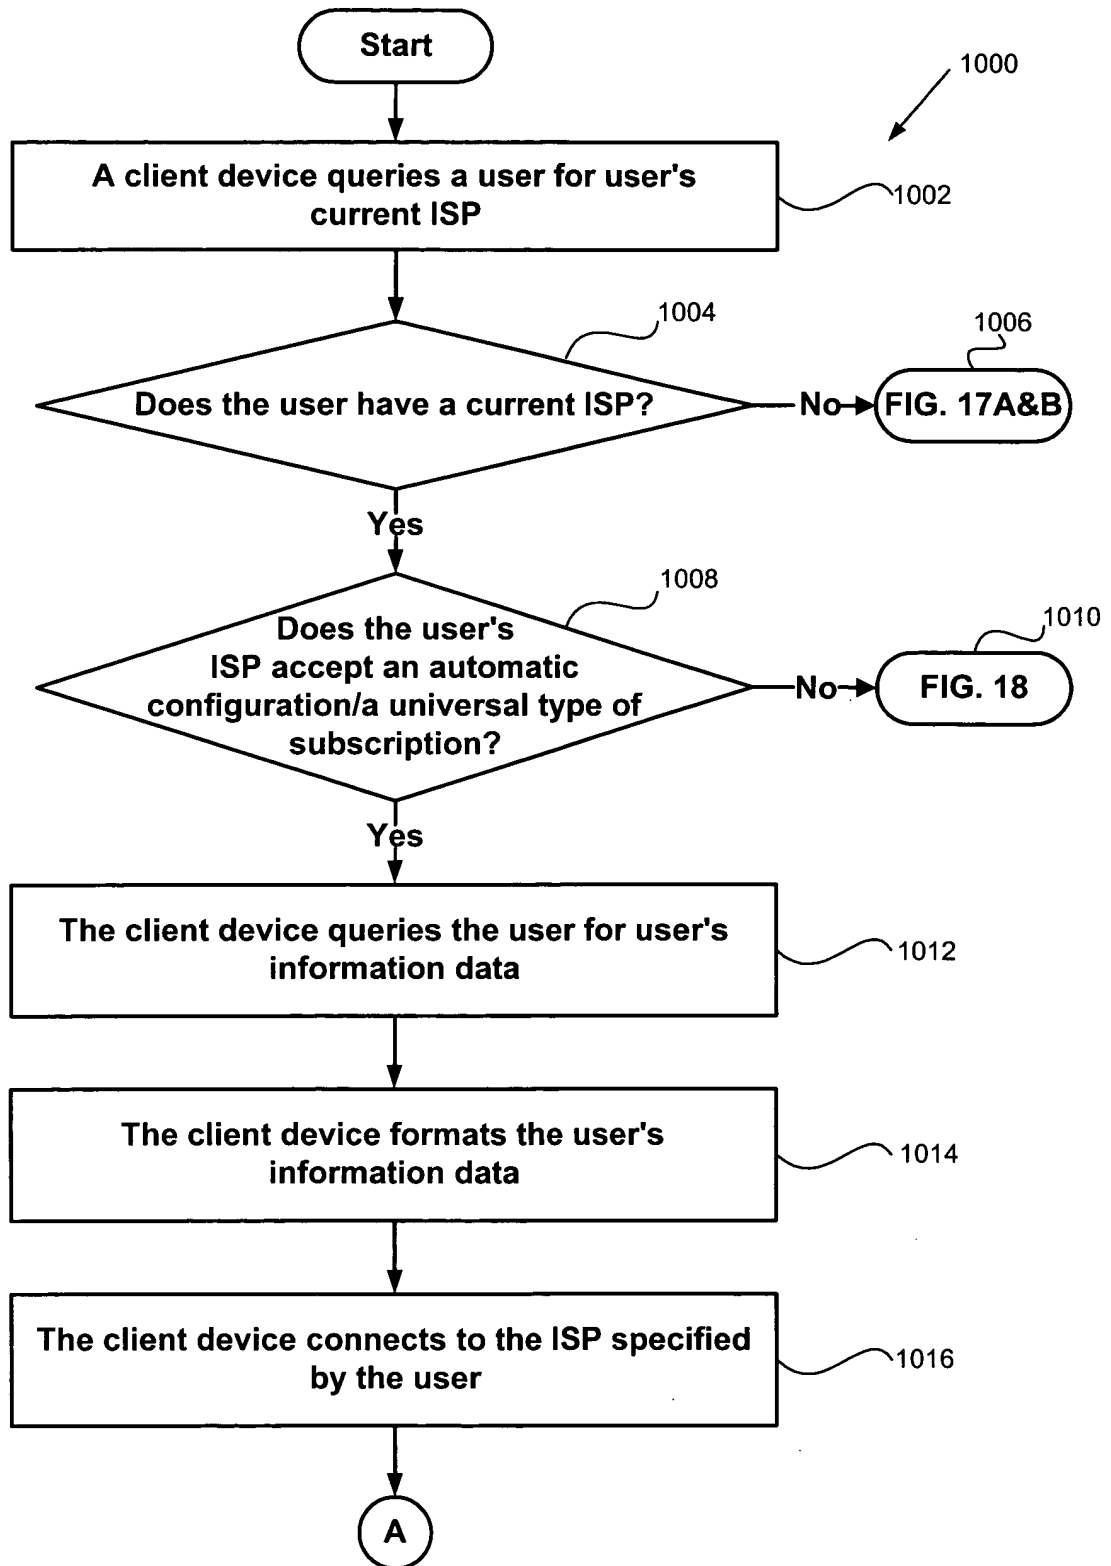 Start
1000
A client device queries a user for user's
current ISP
1002
1004
Does the user have a current ISP?
No
1006
FIG. 17A&B
Yes
1008
Does the user's
ISP accept an automatic
configuration/a universal type of
subscription?
No
1010
FIG. 18
Yes
The client device queries the user for user's
information data
1012
The client device formats the user's
information data
1014
The client device connects to the ISP specified
by the user
1016
A